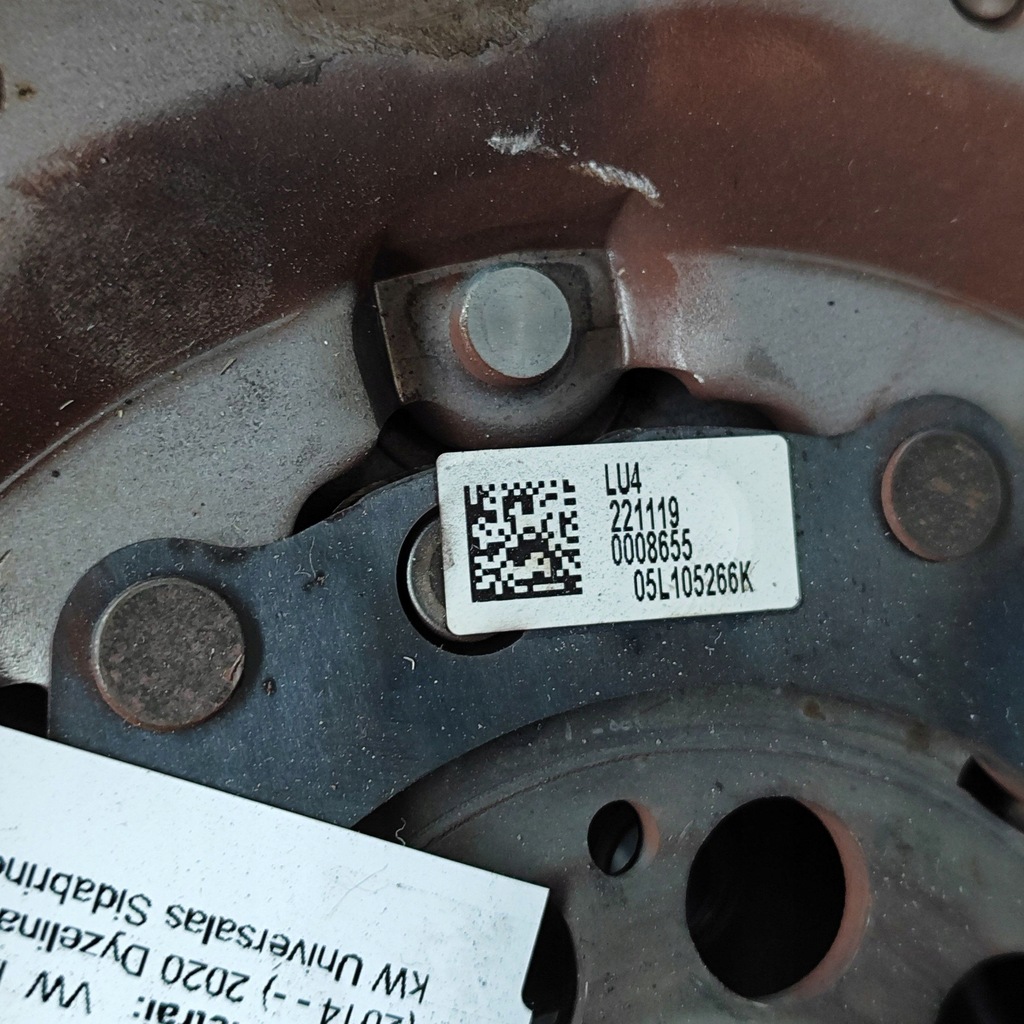 LU4
221119
0008655
05L105266K
VW
(2014 - -) 2020
kW Universalas